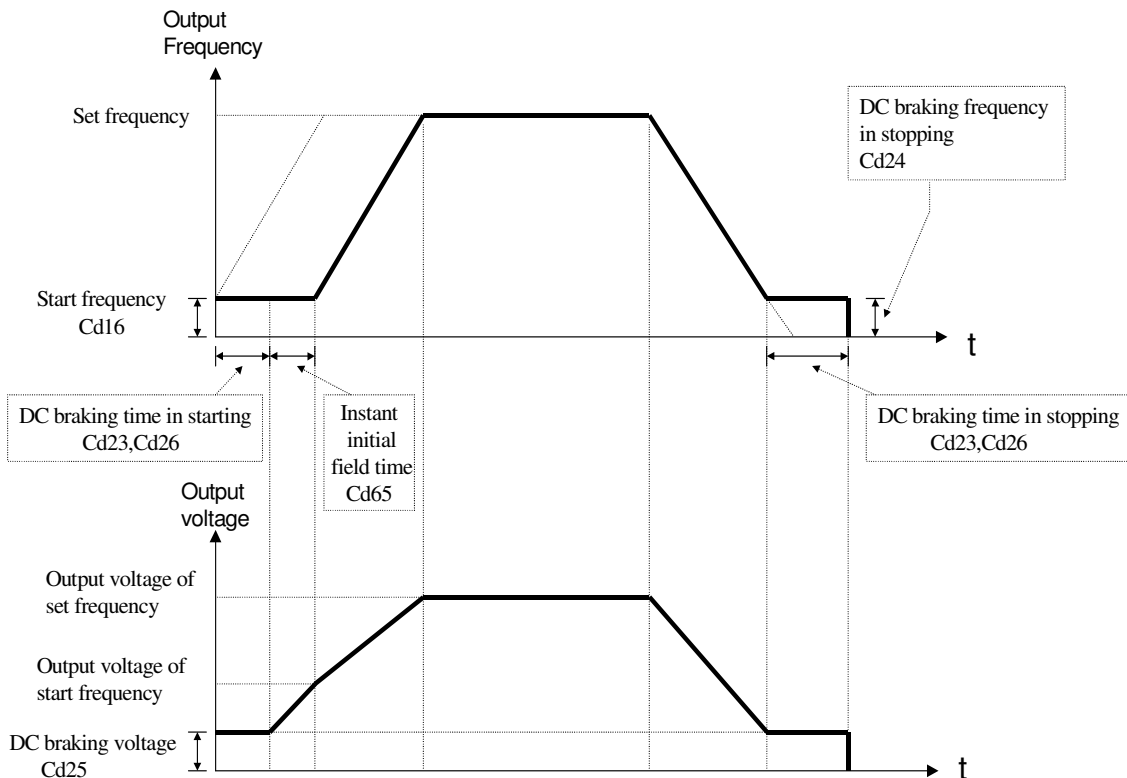 Output
Frequency
Set frequency
DC braking frequency
in stopping
Cd24
Start frequency
Cd16
t
DC braking time in starting
Cd23,Cd26
Instant
initial
field time
Cd65
DC braking time in stopping
Cd23,Cd26
Output
voltage
Output voltage of
set frequency
Output voltage of
start frequency
DC braking voltage
Cd25
t